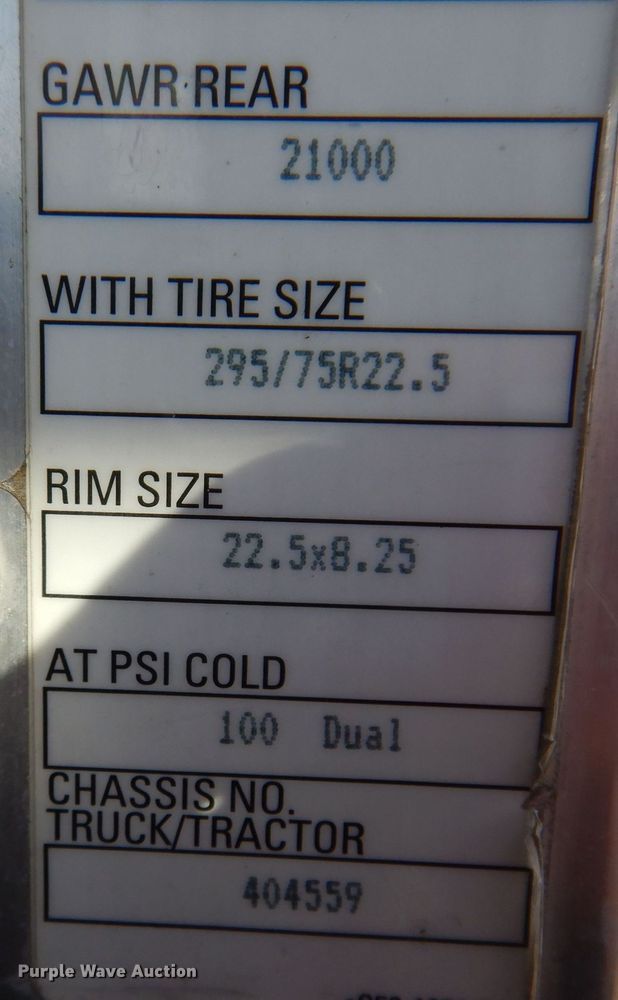 GAWR REAR
21000
WITH TIRE SIZE
295/75R22.5
RIM SIZE
22.5x8.25
AT PSI COLD
100 Dual
CHASSIS NO.
TRUCK/TRACTOR
404559
Purple Wave Auction